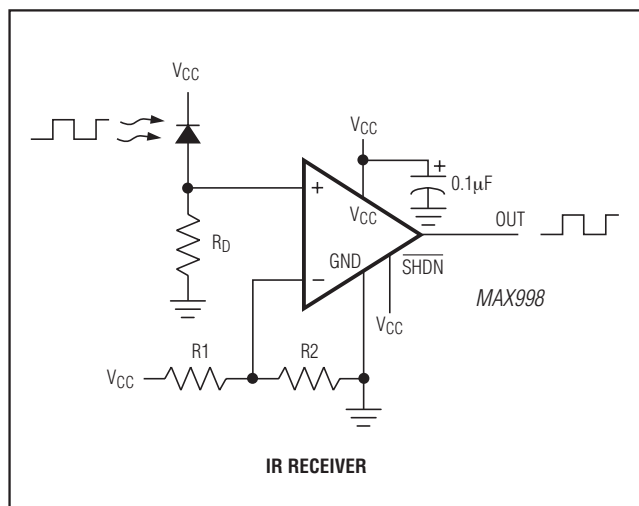 VCC
VCC
+
0.1µF
+
VCC
OUT
RD
GND
SHDN
−
MAX998
VCC
R1
R2
VCC
IR RECEIVER